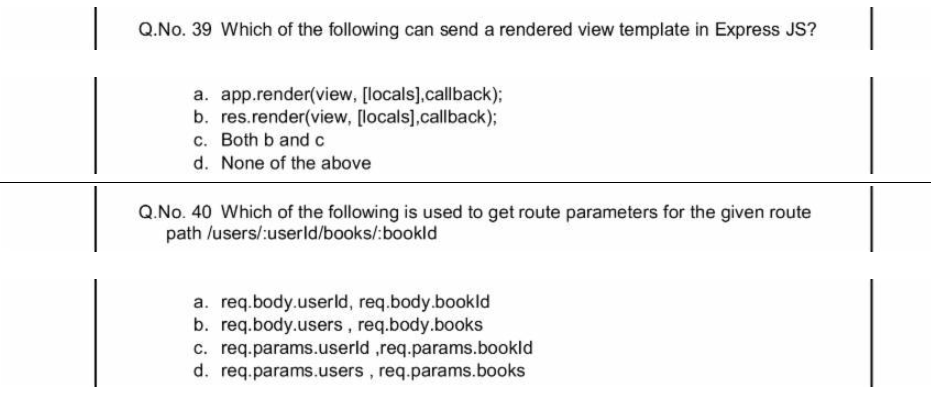 Q.No. 39 Which of the following can send a rendered view template in Express JS?
a. app.render(view, [locals],callback);
b. res.render(view, [locals],callback);
c. Both b and c
d. None of the above
Q.No. 40 Which of the following is used to get route parameters for the given route
path /users/:userId/books/:bookId
a. req.body.userId, req.body.bookId
b. req.body.users , req.body.books
c. req.params.userId ,req.params.bookId
d. req.params.users , req.params.books